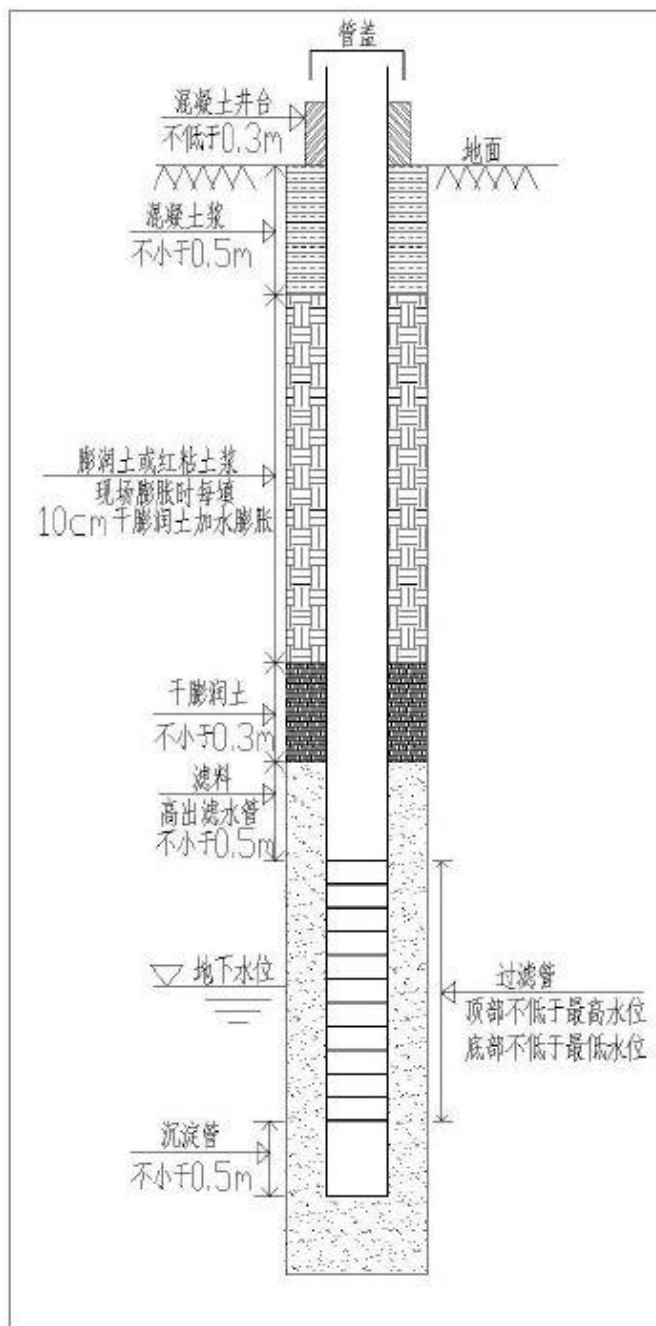 管盖
混凝土井台
不低于0.3m
地面
混凝土浆
不小于0.5m
膨润土或红粘土浆
现场膨胀时每填
10cm干膨润土加水膨胀
干膨润土
不小于0.3m
滤料
高出滤水管
不小于0.5m
地下水位
过滤管
顶部不低于最高水位
底部不低于最低水位
沉淀管
不小于0.5m